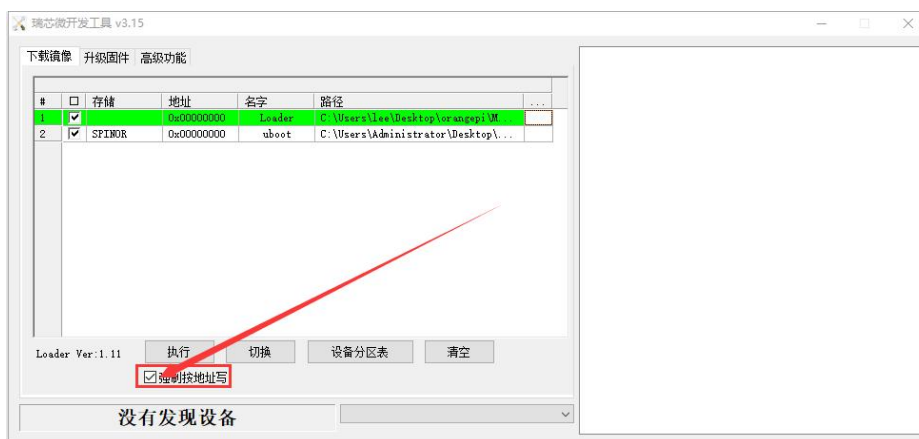 瑞芯微开发工具 v3.15
下载镜像 升级固件 高级功能
# 存储 地址 名字 路径 ...
1 0x00000000 Loader C:\Users\lee\Desktop\orangepi\M...
2 SPINOR 0x00000000 uboot C:\Users\Administrator\Desktop\...
Loader Ver:1.11 执行 切换 设备分区表 清空
强制按地址写
没有发现设备